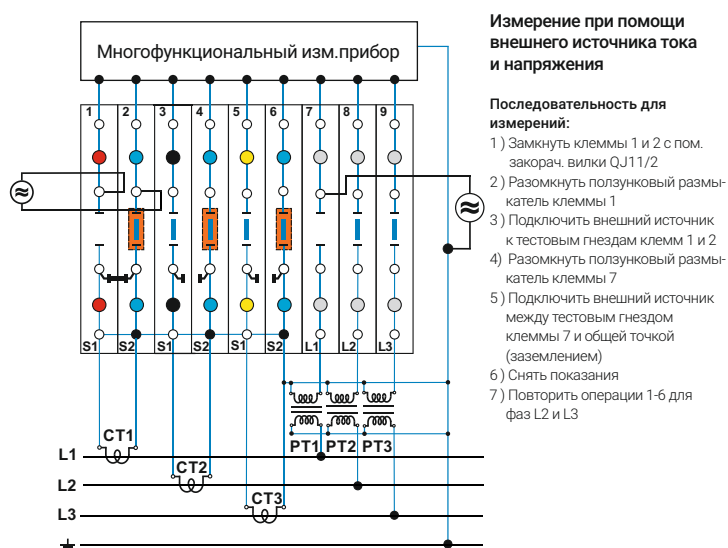 Многофункциональный изм.прибор
1 2 3 4 5 6 7 8 9
S1 S2 S1 S2 S1 S2 L1 L2 L3
CT1
CT2
CT3
PT1 PT2 PT3
L1
L2
L3
Измерение при помощи
внешнего источника тока
и напряжения
Последовательность для
измерений:
1 ) Замкнуть клеммы 1 и 2 с пом.
закорач. вилки QJ11/2
2 ) Разомкнуть ползунковый размы-
катель клеммы 1
3 ) Подключить внешний источник
к тестовым гнездам клемм 1 и 2
4) Разомкнуть ползунковый размы-
катель клеммы 7
5 ) Подключить внешний источник
между тестовым гнездом
клеммы 7 и общей точкой
(заземлением)
6 ) Снять показания
7 ) Повторить операции 1-6 для
фаз L2 и L3